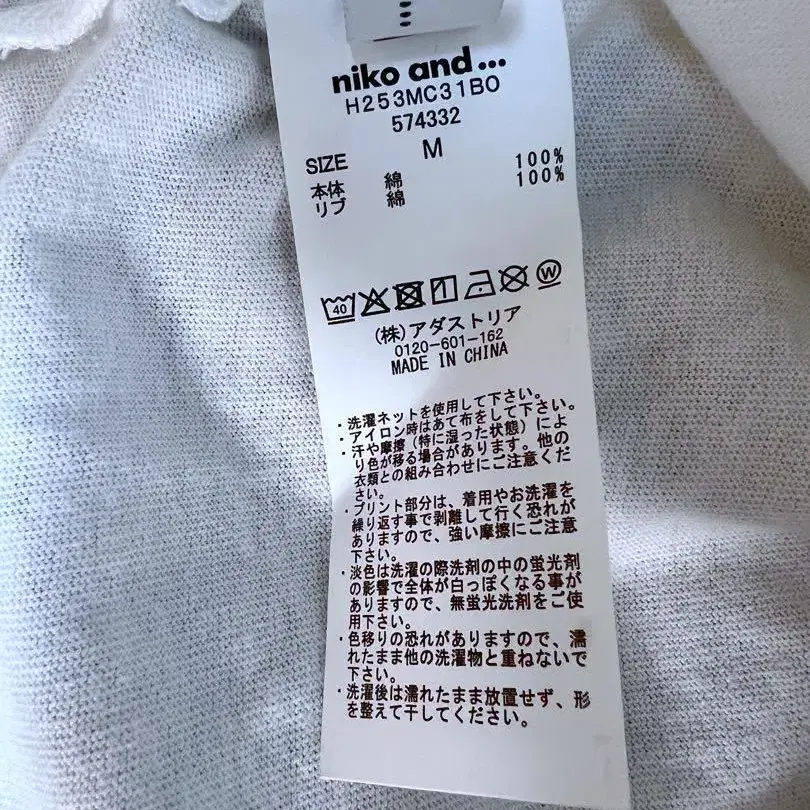 niko and...
H253MC31B0
574332
SIZE M
本体 綿 100%
リブ 綿 100%
40 W
(株)アダストリア
0120-601-162
MADE IN CHINA
・洗濯ネットを使用して下さい。
・アイロン時はあて布をして下さい。
・汗や摩擦(特に湿った状態)によ
り色が移る場合があります。他の
衣類との組み合わせにご注意くだ
さい。
・プリント部分は、着用やお洗濯を
繰り返す事で剥離して行く恐れが
ありますので、強い摩擦にご注意
下さい。
・淡色は洗濯の際洗剤の中の蛍光剤
の影響で全体が白っぽくなる事が
ありますので、無蛍光洗剤をご使
用下さい。
・色移りの恐れがありますので、濡
れたまま他の洗濯物と重ねないで
下さい。
・洗濯後は濡れたまま放置せず、形
を整えて干してください。